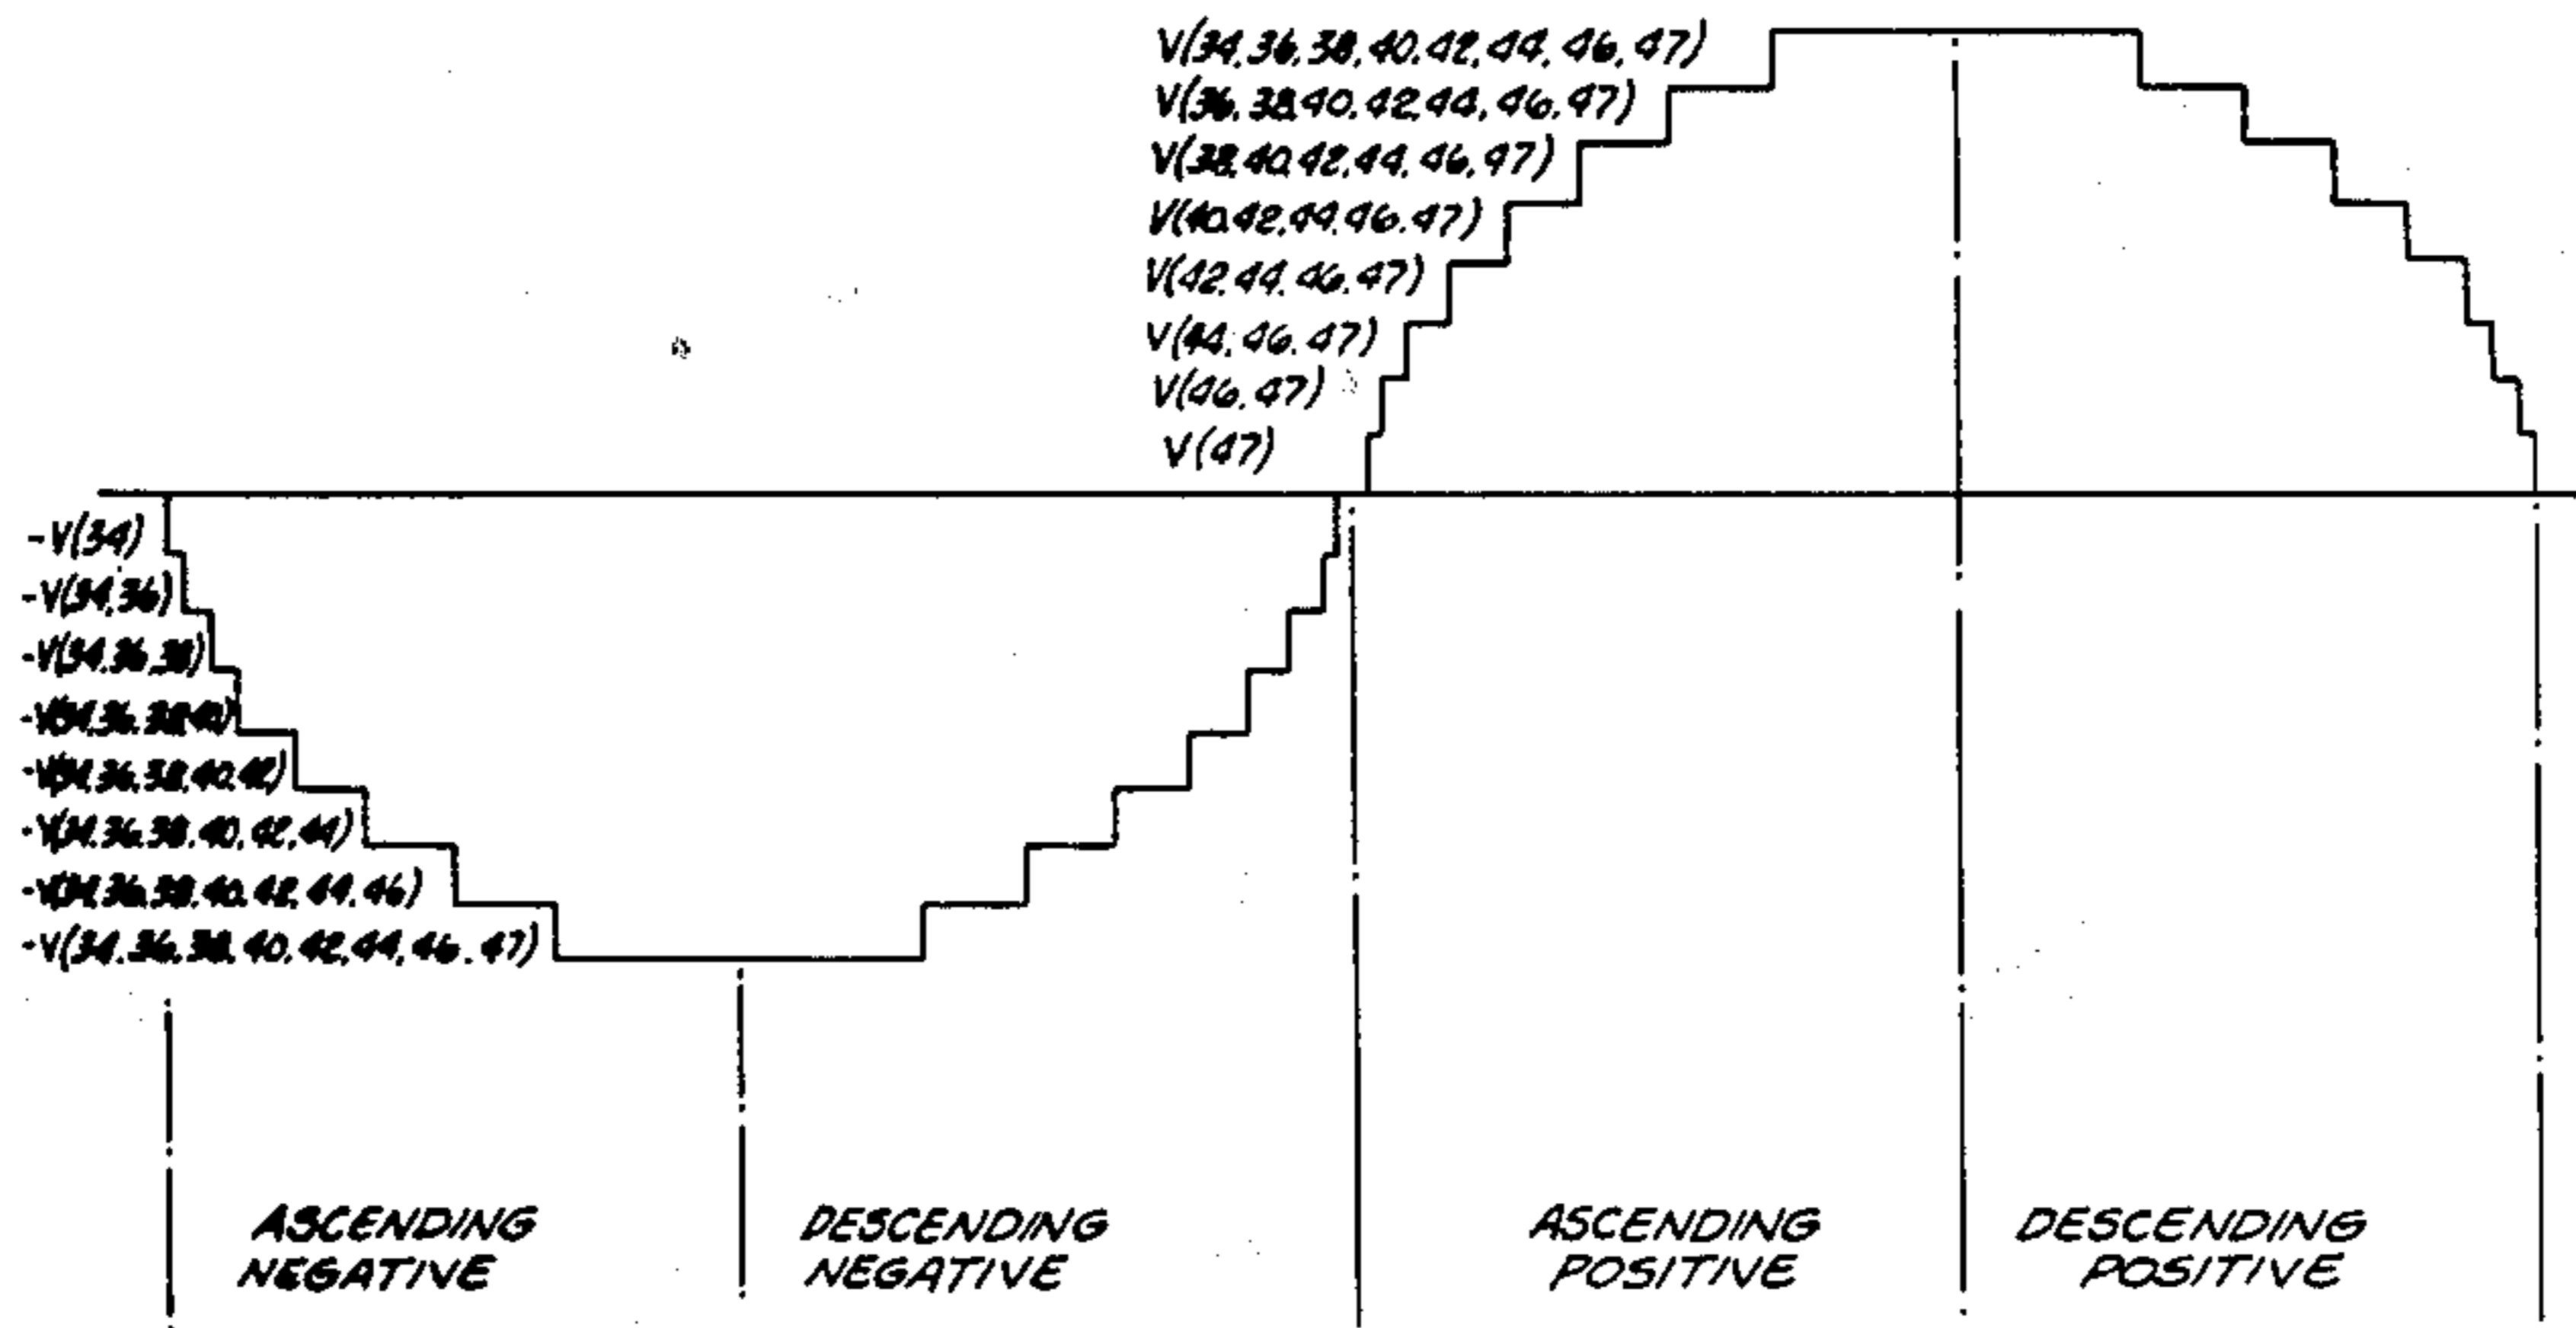 V(34,36,38,40,42,44,46,47)
V(36,38,40,42,44,46,47)
V(38,40,42,44,46,47)
V(40,42,44,46,47)
V(42,44,46,47)
V(44,46,47)
V(46,47)
V(47)
-V(34)
-V(34,36)
-V(34,36,38)
-V(34,36,38,40)
-V(34,36,38,40,42)
-V(34,36,38,40,42,44)
-V(34,36,38,40,42,44,46)
-V(34,36,38,40,42,44,46,47)
ASCENDING
NEGATIVE
DESCENDING
NEGATIVE
ASCENDING
POSITIVE
DESCENDING
POSITIVE